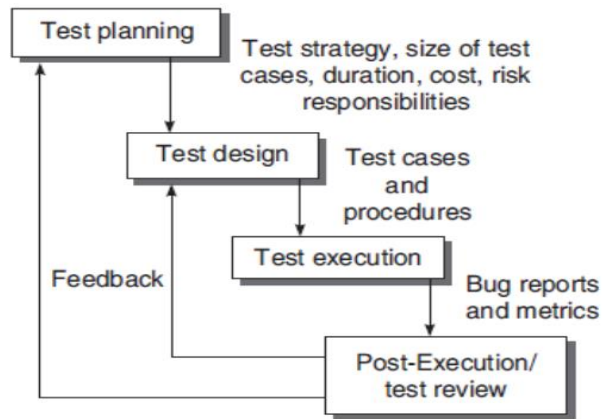 Test planning
Test strategy, size of test
cases, duration, cost, risk
responsibilities
Test design
Test cases
and
procedures
Test execution
Feedback
Bug reports
and metrics
Post-Execution/
test review